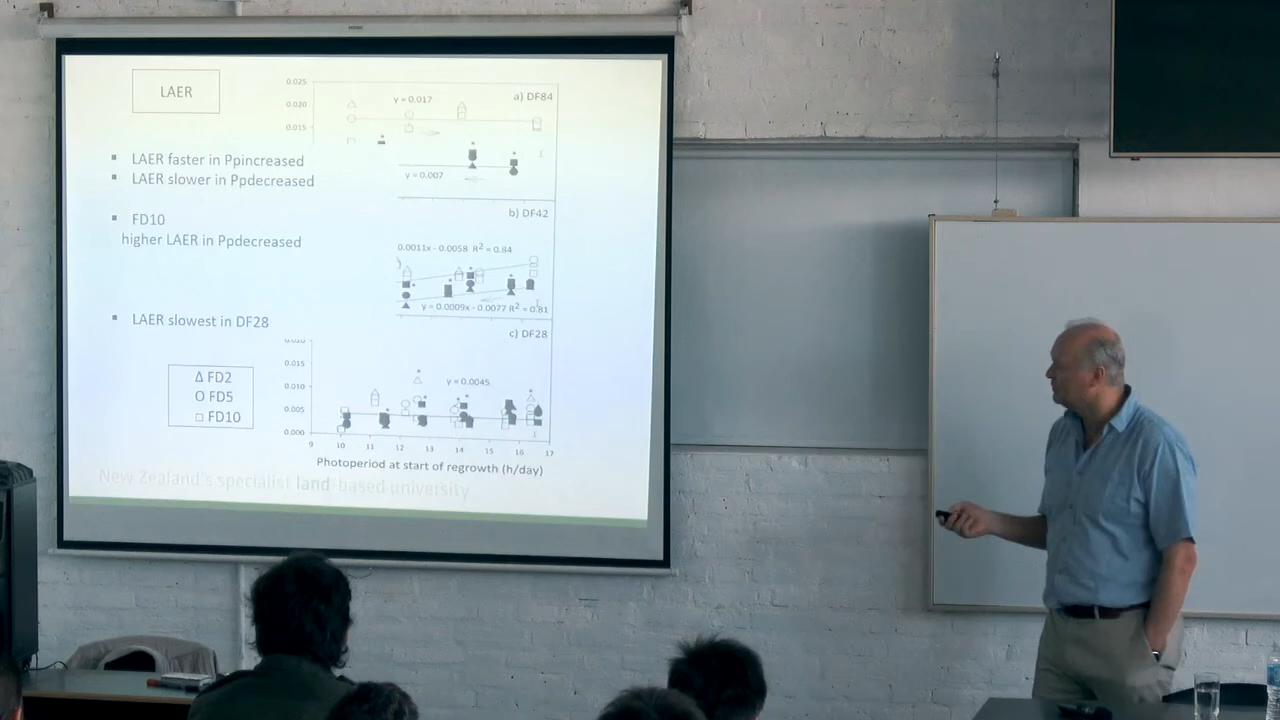 LAER
LAER faster in Ppincreased
LAER slower in Ppdecreased
FD10
higher LAER in Ppdecreased
LAER slowest in DF28
Δ FD2
O FD5
□ FD10
0.025
0.020
0.015
y = 0.017
a) DF84
y = 0.007
b) DF42
0.0011x - 0.0058 R² = 0.84
y = 0.0009x - 0.0077 R² = 0.81
c) DF28
0.015
0.010
0.005
0.000
y = 0.0045
9 10 11 12 13 14 15 16 17
Photoperiod at start of regrowth (h/day)
New Zealand's specialist land-based university